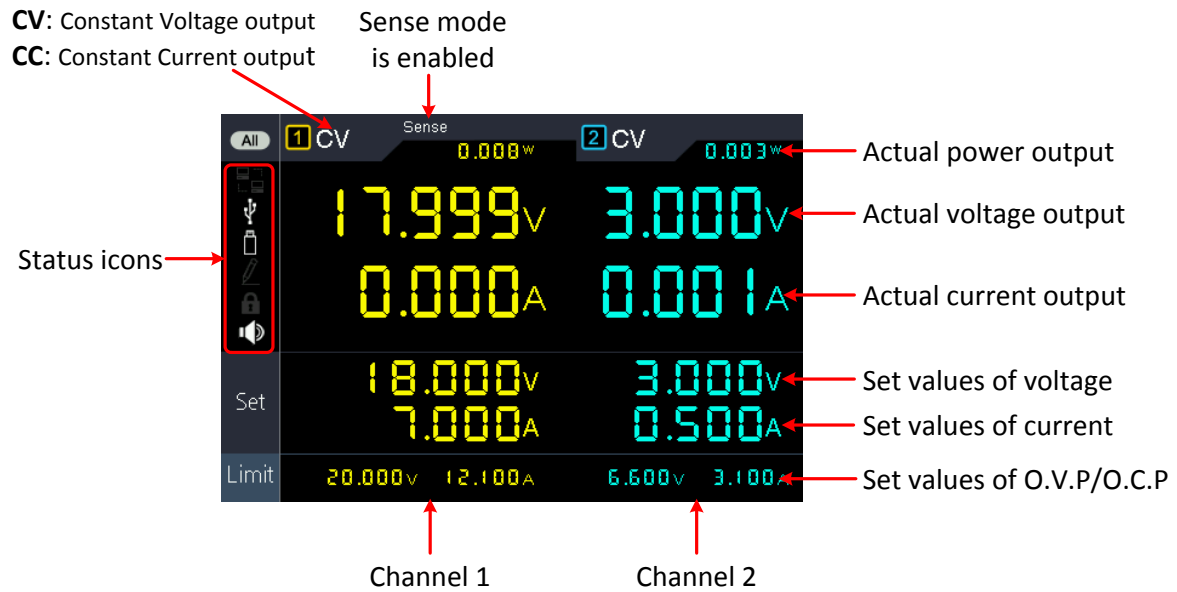 CV: Constant Voltage output
CC: Constant Current output
Sense mode
is enabled
All
1 CV
Sense
0.008W
2 CV
0.003W
Actual power output
17.999V
3.000V
Actual voltage output
Status icons
0.000A
0.001A
Actual current output
Set
18.000V
3.000V
Set values of voltage
7.000A
0.500A
Set values of current
Limit
20.000V 12.100A
6.600V 3.100A
Set values of O.V.P/O.C.P
Channel 1
Channel 2